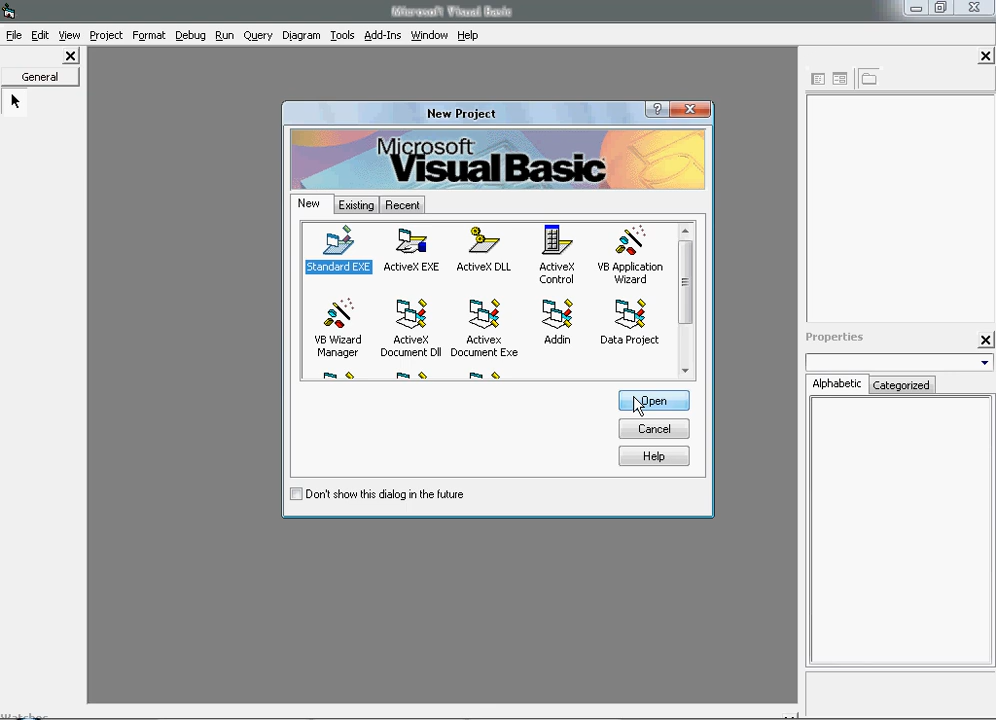 Microsoft Visual Basic
File Edit View Project Format Debug Run Query Diagram Tools Add-Ins Window Help
General
New Project
?
Microsoft
Visual Basic
New Existing Recent
Standard EXE ActiveX EXE ActiveX DLL ActiveX Control VB Application Wizard
VB Wizard Manager ActiveX Document Dll Activex Document Exe Addin Data Project
Open
Cancel
Help
Don't show this dialog in the future
Properties
Alphabetic Categorized
Watches